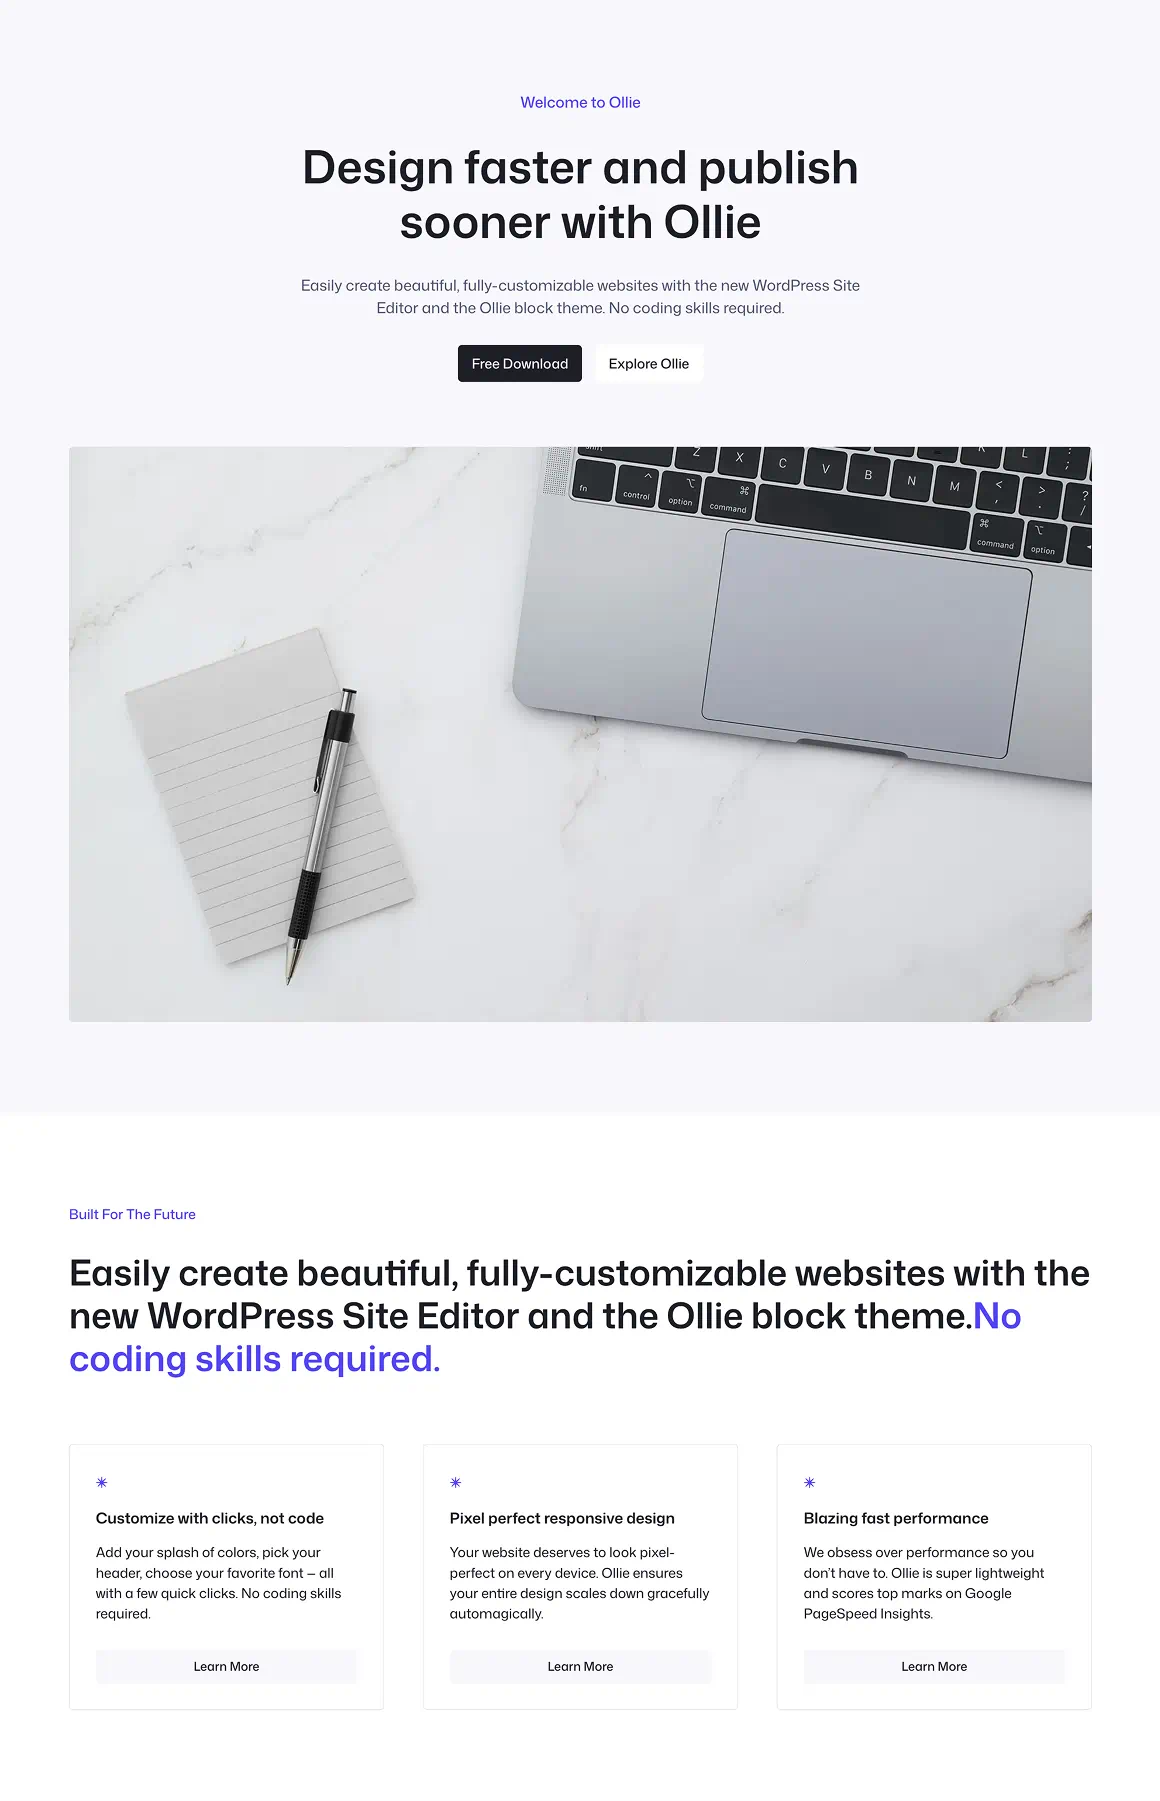 Welcome to Ollie
Design faster and publish
sooner with Ollie
Easily create beautiful, fully-customizable websites with the new WordPress Site
Editor and the Ollie block theme. No coding skills required.
Free Download
Explore Ollie
Z X C V B N M < , > . ? /
fn control option command command option
Built For The Future
Easily create beautiful, fully-customizable websites with the
new WordPress Site Editor and the Ollie block theme.No
coding skills required.
Customize with clicks, not code
Add your splash of colors, pick your
header, choose your favorite font — all
with a few quick clicks. No coding skills
required.
Learn More
Pixel perfect responsive design
Your website deserves to look pixel-
perfect on every device. Ollie ensures
your entire design scales down gracefully
automagically.
Learn More
Blazing fast performance
We obsess over performance so you
don't have to. Ollie is super lightweight
and scores top marks on Google
PageSpeed Insights.
Learn More